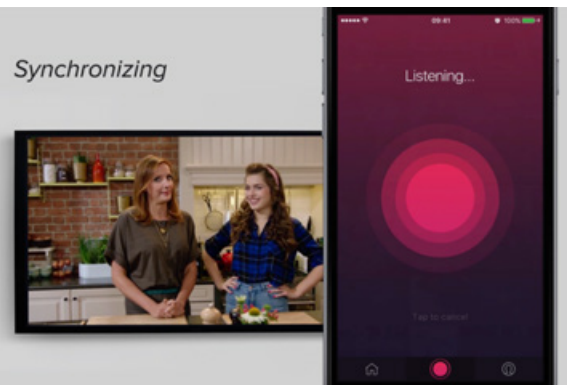 Synchronizing
09:41
100%
Listening...
Tap to cancel